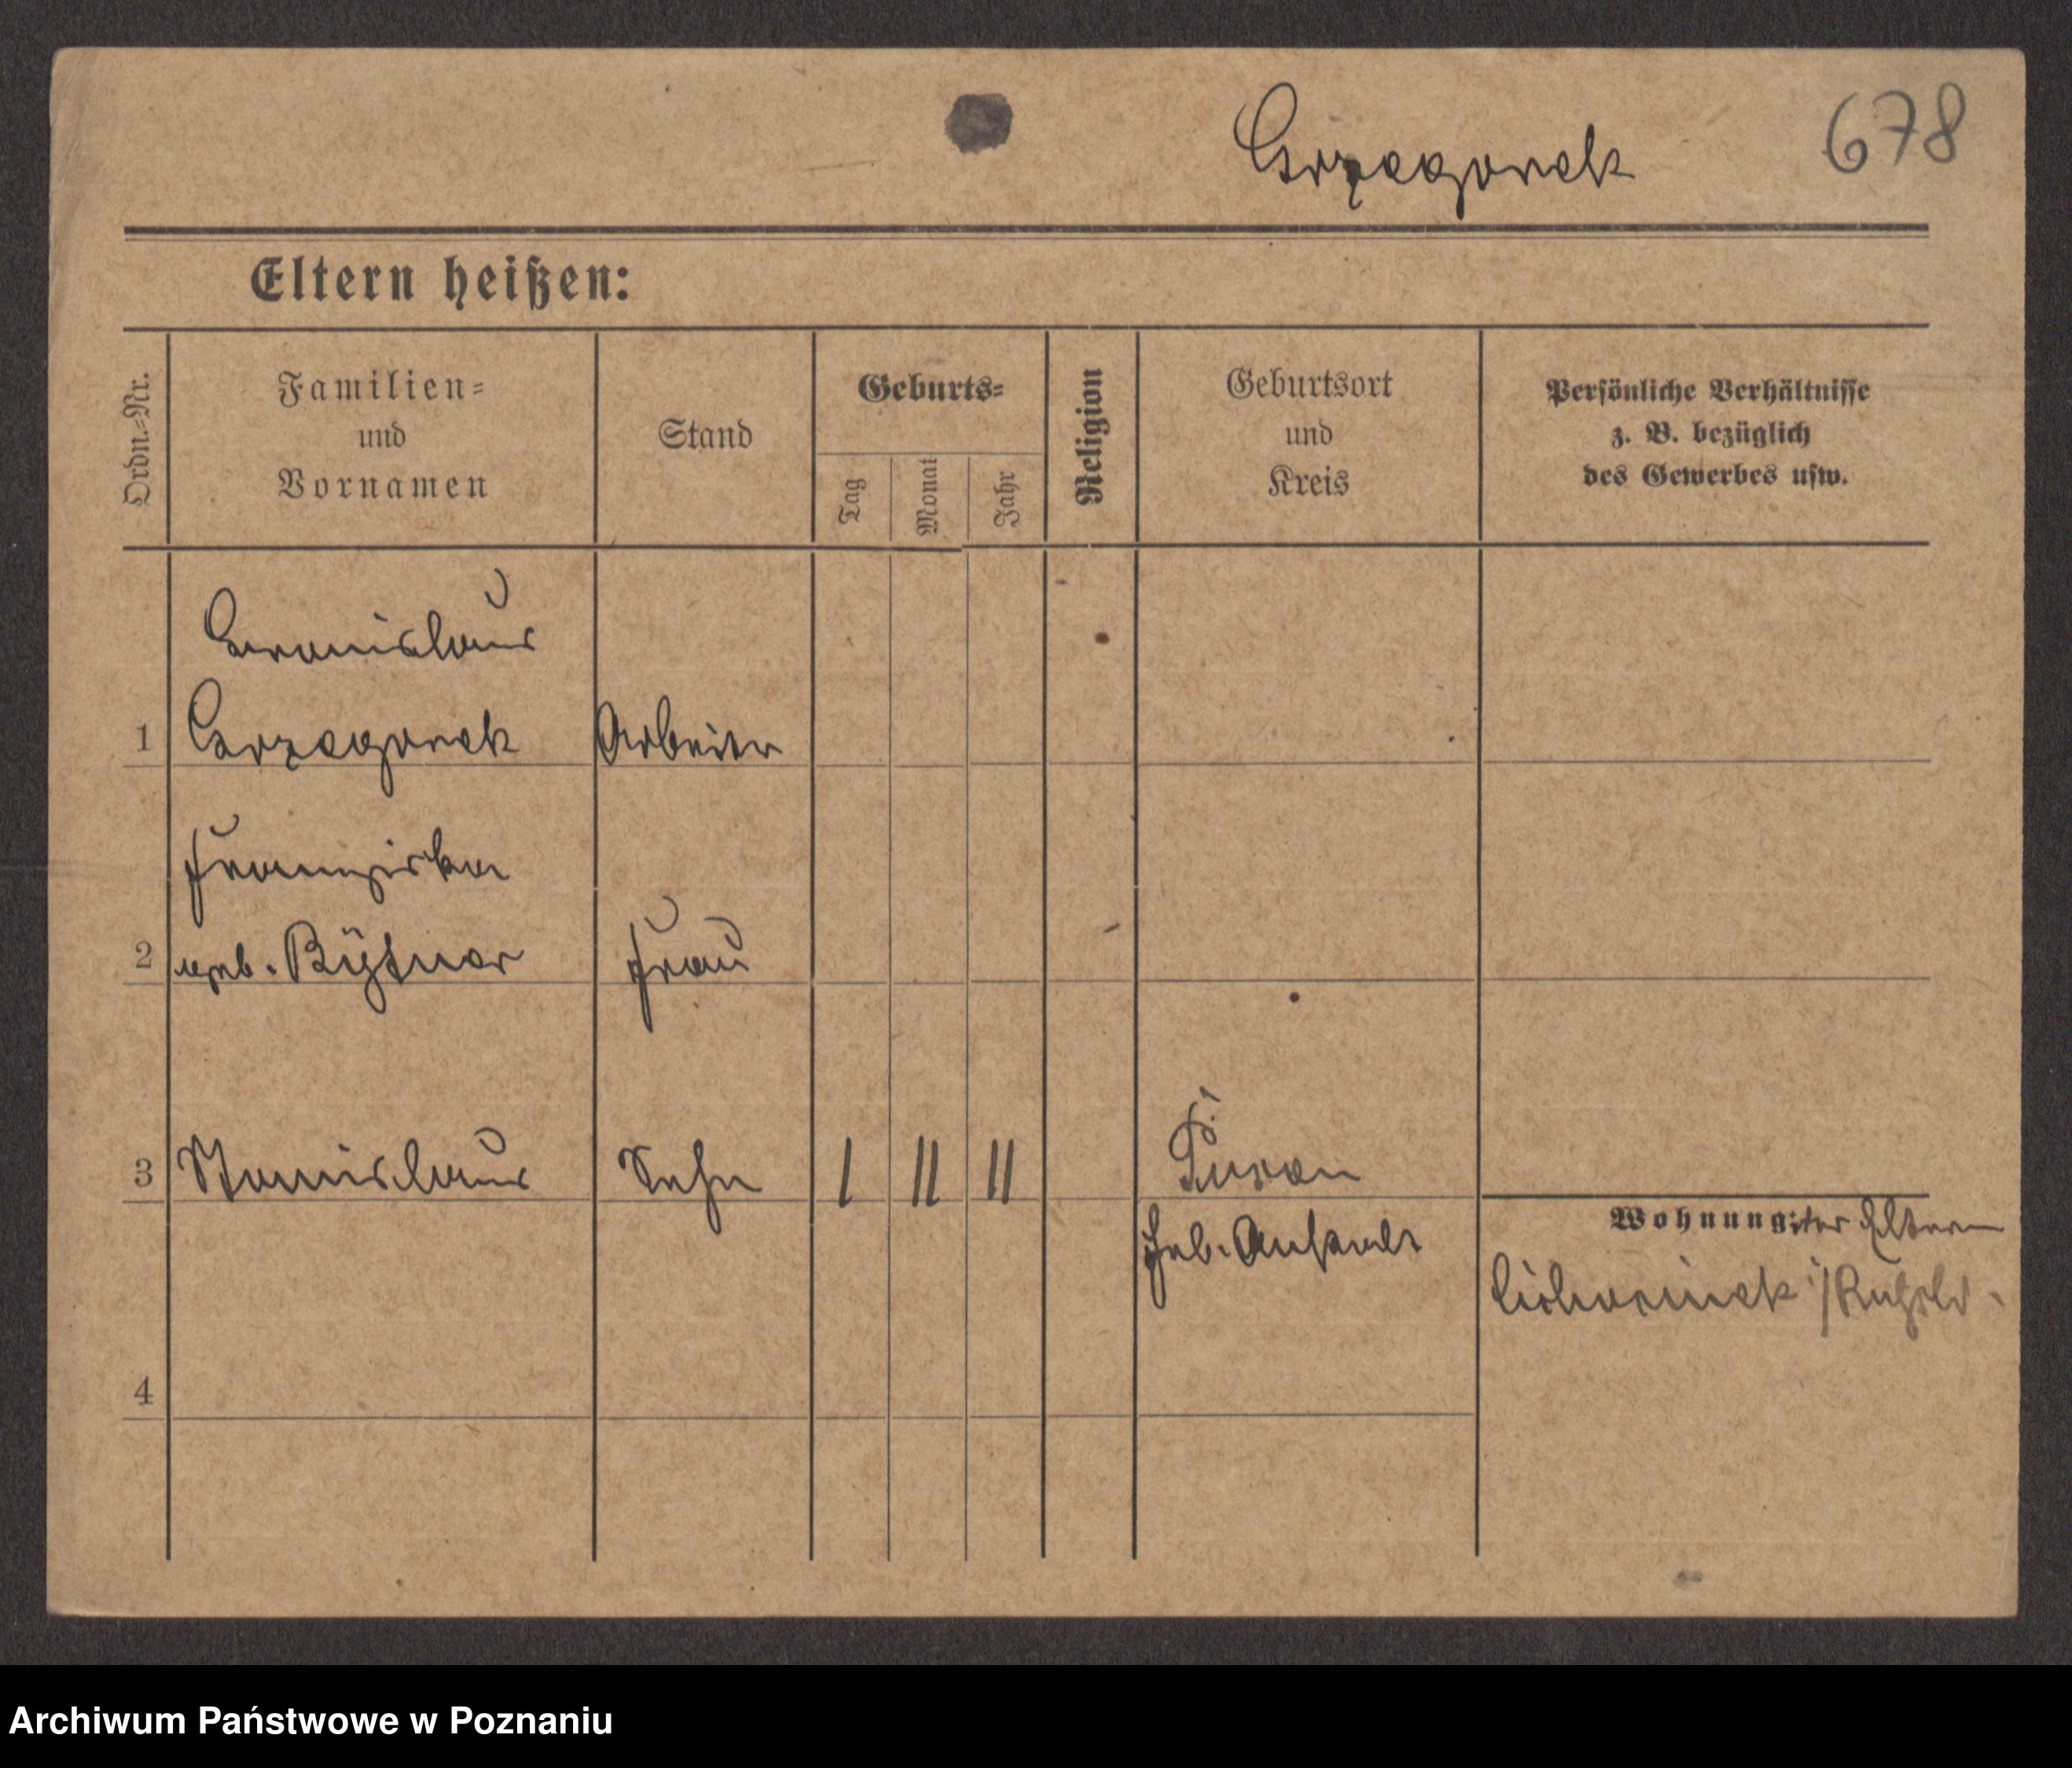 Grzegorek 678
Eltern heißen:
Ordn.-Nr.
Familien-
und
Vornamen
Stand
Geburts-
Tag
Monat
Jahr
Religion
Geburtsort
und
Kreis
Persönliche Verhältnisse
z. B. bezüglich
des Gewerbes usw.
1 Grzegorek Arbeiter
Franziska
2 geb. Frau
3 Stanislaus Sohn 1 11 11 Posen
4
Wohnung: der Eltern
Archiwum Państwowe w Poznaniu